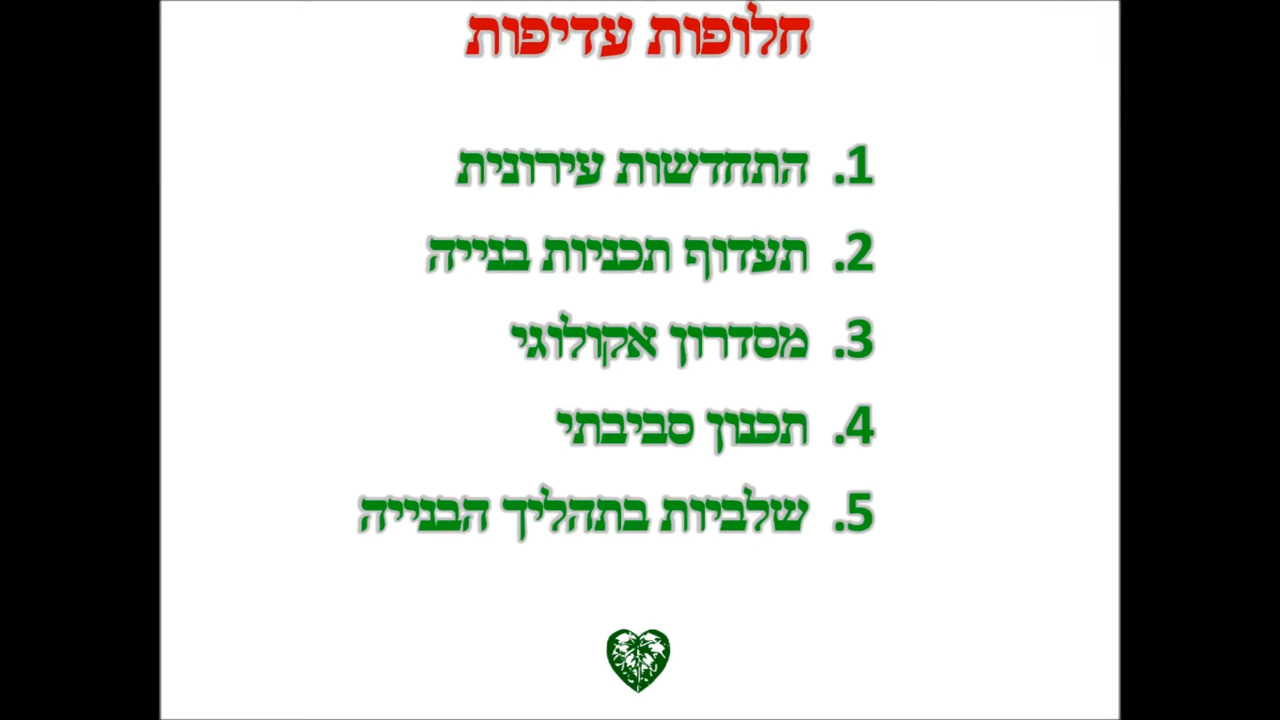 חלופות עדיפות
1. התחדשות עירונית
2. תעדוף תכניות בנייה
3. מסדרון אקולוגי
4. תכנון סביבתי
5. שלביות בתהליך הבנייה